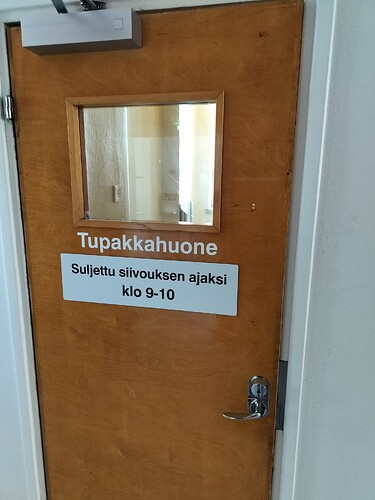 Tupakkahuone
Suljettu siivouksen ajaksi
klo 9-10